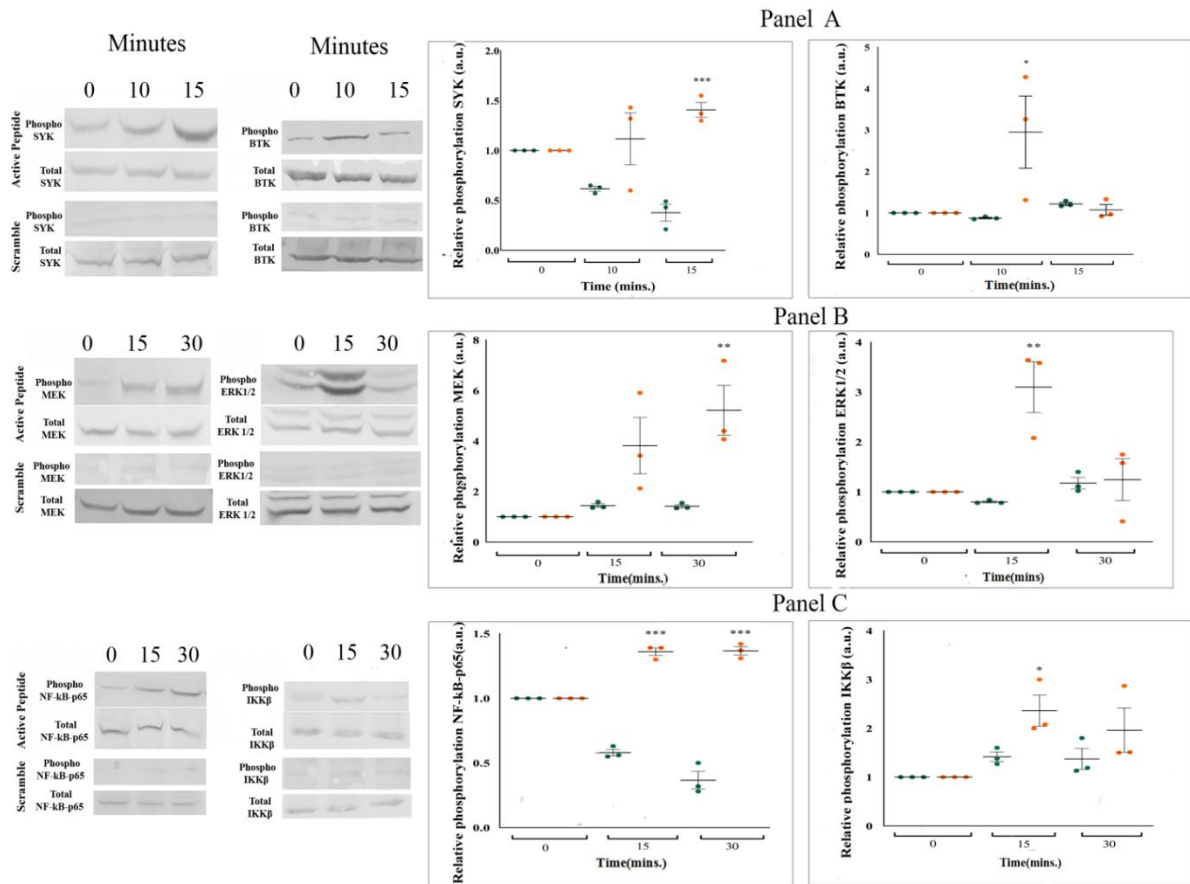 Panel A
Minutes
0 10 15
Active Peptide
Phospho
SYK
Total
SYK
Scramble
Phospho
SYK
Total
SYK
Minutes
0 10 15
Phospho
BTK
Total
BTK
Phospho
BTK
Total
BTK
Relative phosphorylation SYK (a.u.)
2.0
1.5
1.0
0.5
0.0
***
0 10 15
Time (mins.)
Relative phosphorylation BTK (a.u.)
5
4
3
2
1
0
*
0 10 15
Time(mins.)
Panel B
0 15 30
Active Peptide
Phospho
MEK
Total
MEK
Scramble
Phospho
MEK
Total
MEK
0 15 30
Phospho
ERK1/2
Total
ERK 1/2
Phospho
ERK1/2
Total
ERK 1/2
Relative phosphorylation MEK (a.u.)
8
6
4
2
0
**
0 15 30
Time(mins.)
Relative phosphorylation ERK1/2 (a.u.)
4
3
2
1
0
**
0 15 30
Time(mins)
Panel C
0 15 30
Active Peptide
Phospho
NF-kB-p65
Total
NF-kB-p65
Scramble
Phospho
NF-kB-p65
Total
NF-kB-p65
0 15 30
Phospho
IKKβ
Total
IKKβ
Phospho
IKKβ
Total
IKKβ
Relative phosphorylation NF-kB-p65(a.u.)
1.5
1.0
0.5
0.0
*** ***
0 15 30
Time(mins.)
Relative phosphorylation IKKβ (a.u.)
4
3
2
1
0
*
0 15 30
Time(mins.)